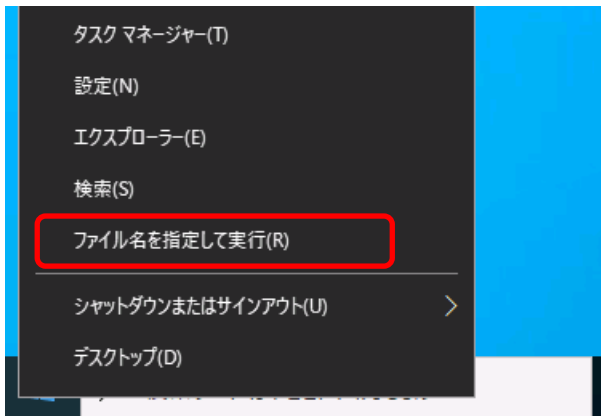 タスク マネージャー(T)
設定(N)
エクスプローラー(E)
検索(S)
ファイル名を指定して実行(R)
シャットダウンまたはサインアウト(U)
デスクトップ(D)